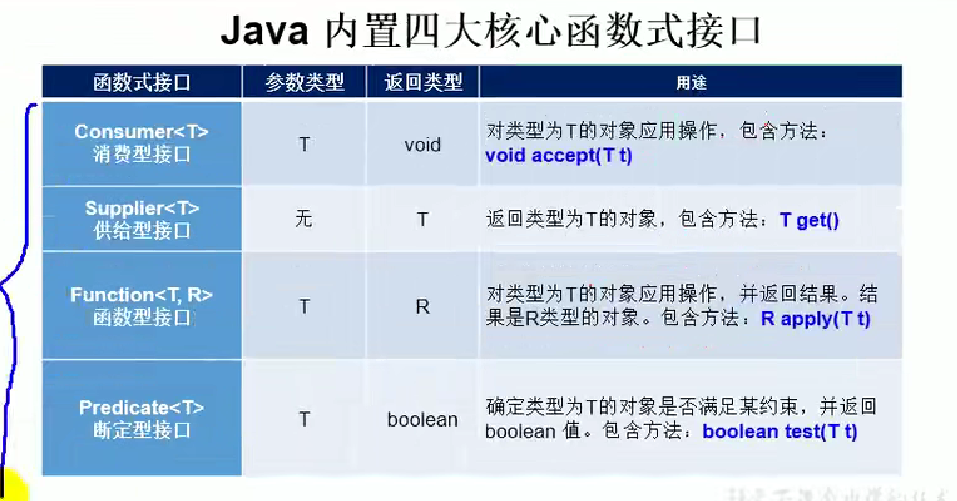 Java 内置四大核心函数式接口
函数式接口 参数类型 返回类型 用途
Consumer<T>
消费型接口
T
void
对类型为T的对象应用操作，包含方法：
void accept(T t)
Supplier<T>
供给型接口
无
T
返回类型为T的对象，包含方法：T get()
Function<T, R>
函数型接口
T
R
对类型为T的对象应用操作，并返回结果。结
果是R类型的对象。包含方法：R apply(T t)
Predicate<T>
断定型接口
T
boolean
确定类型为T的对象是否满足某约束，并返回
boolean 值。包含方法：boolean test(T t)